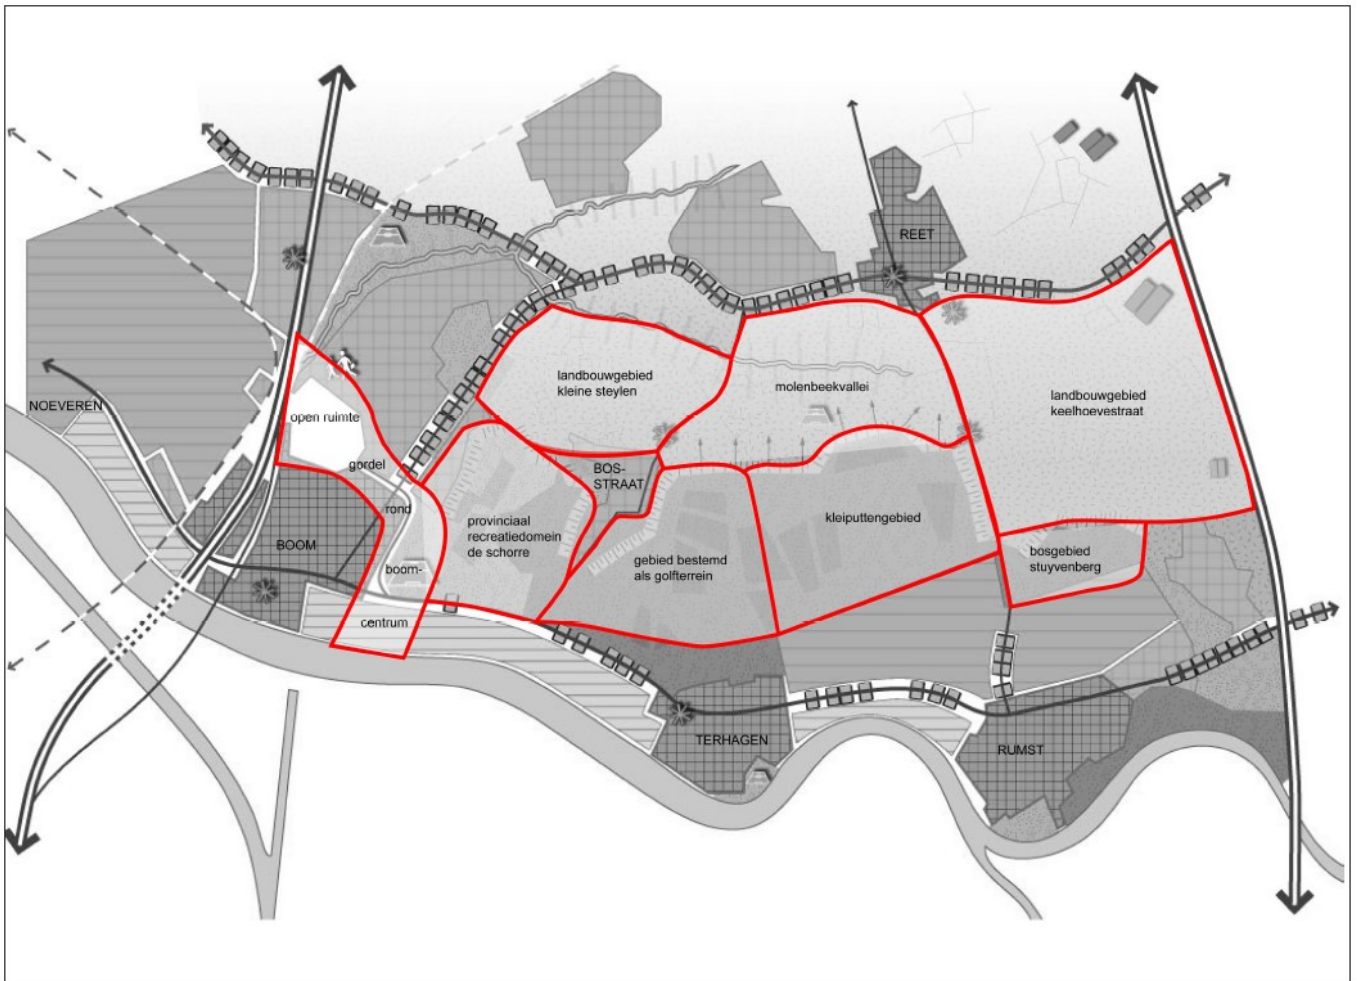 REET
NOEVEREN
open ruimte
gordel
rond
boom-
centrum
BOOM
landbouwgebied
kleine steylen
molenbeekvallei
landbouwgebied
keelhoevestraat
BOS-
STRAAT
provinciaal
recreatiedomein
de schorre
gebied bestemd
als golfterrein
kleiputtengebied
bosgebied
stuyvenberg
TERHAGEN
RUMST